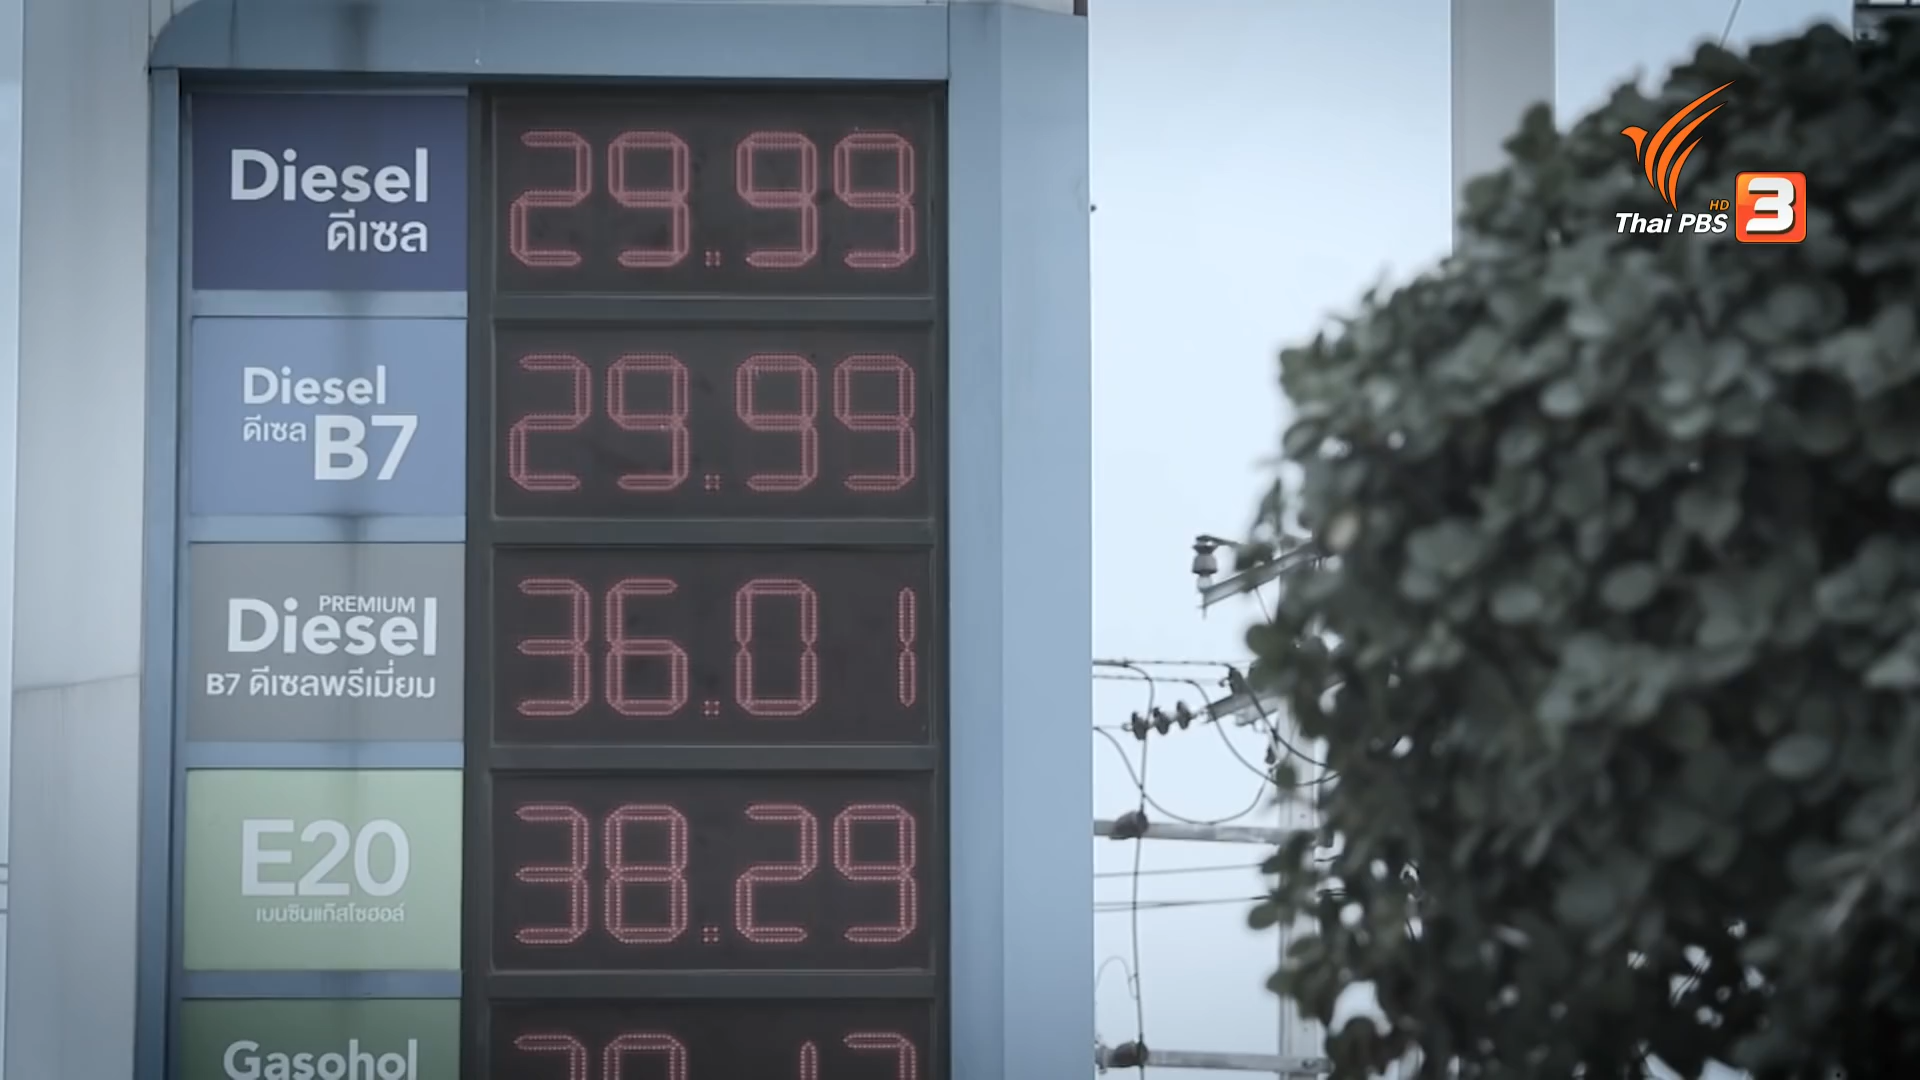 Diesel
ดีเซล
29.99
Diesel
ดีเซล B7
29.99
PREMIUM
Diesel
B7 ดีเซลพรีเมี่ยม
36.01
E20
เบนซินแก๊สโซฮอล์
38.29
Gasohol
HD
Thai PBS 3